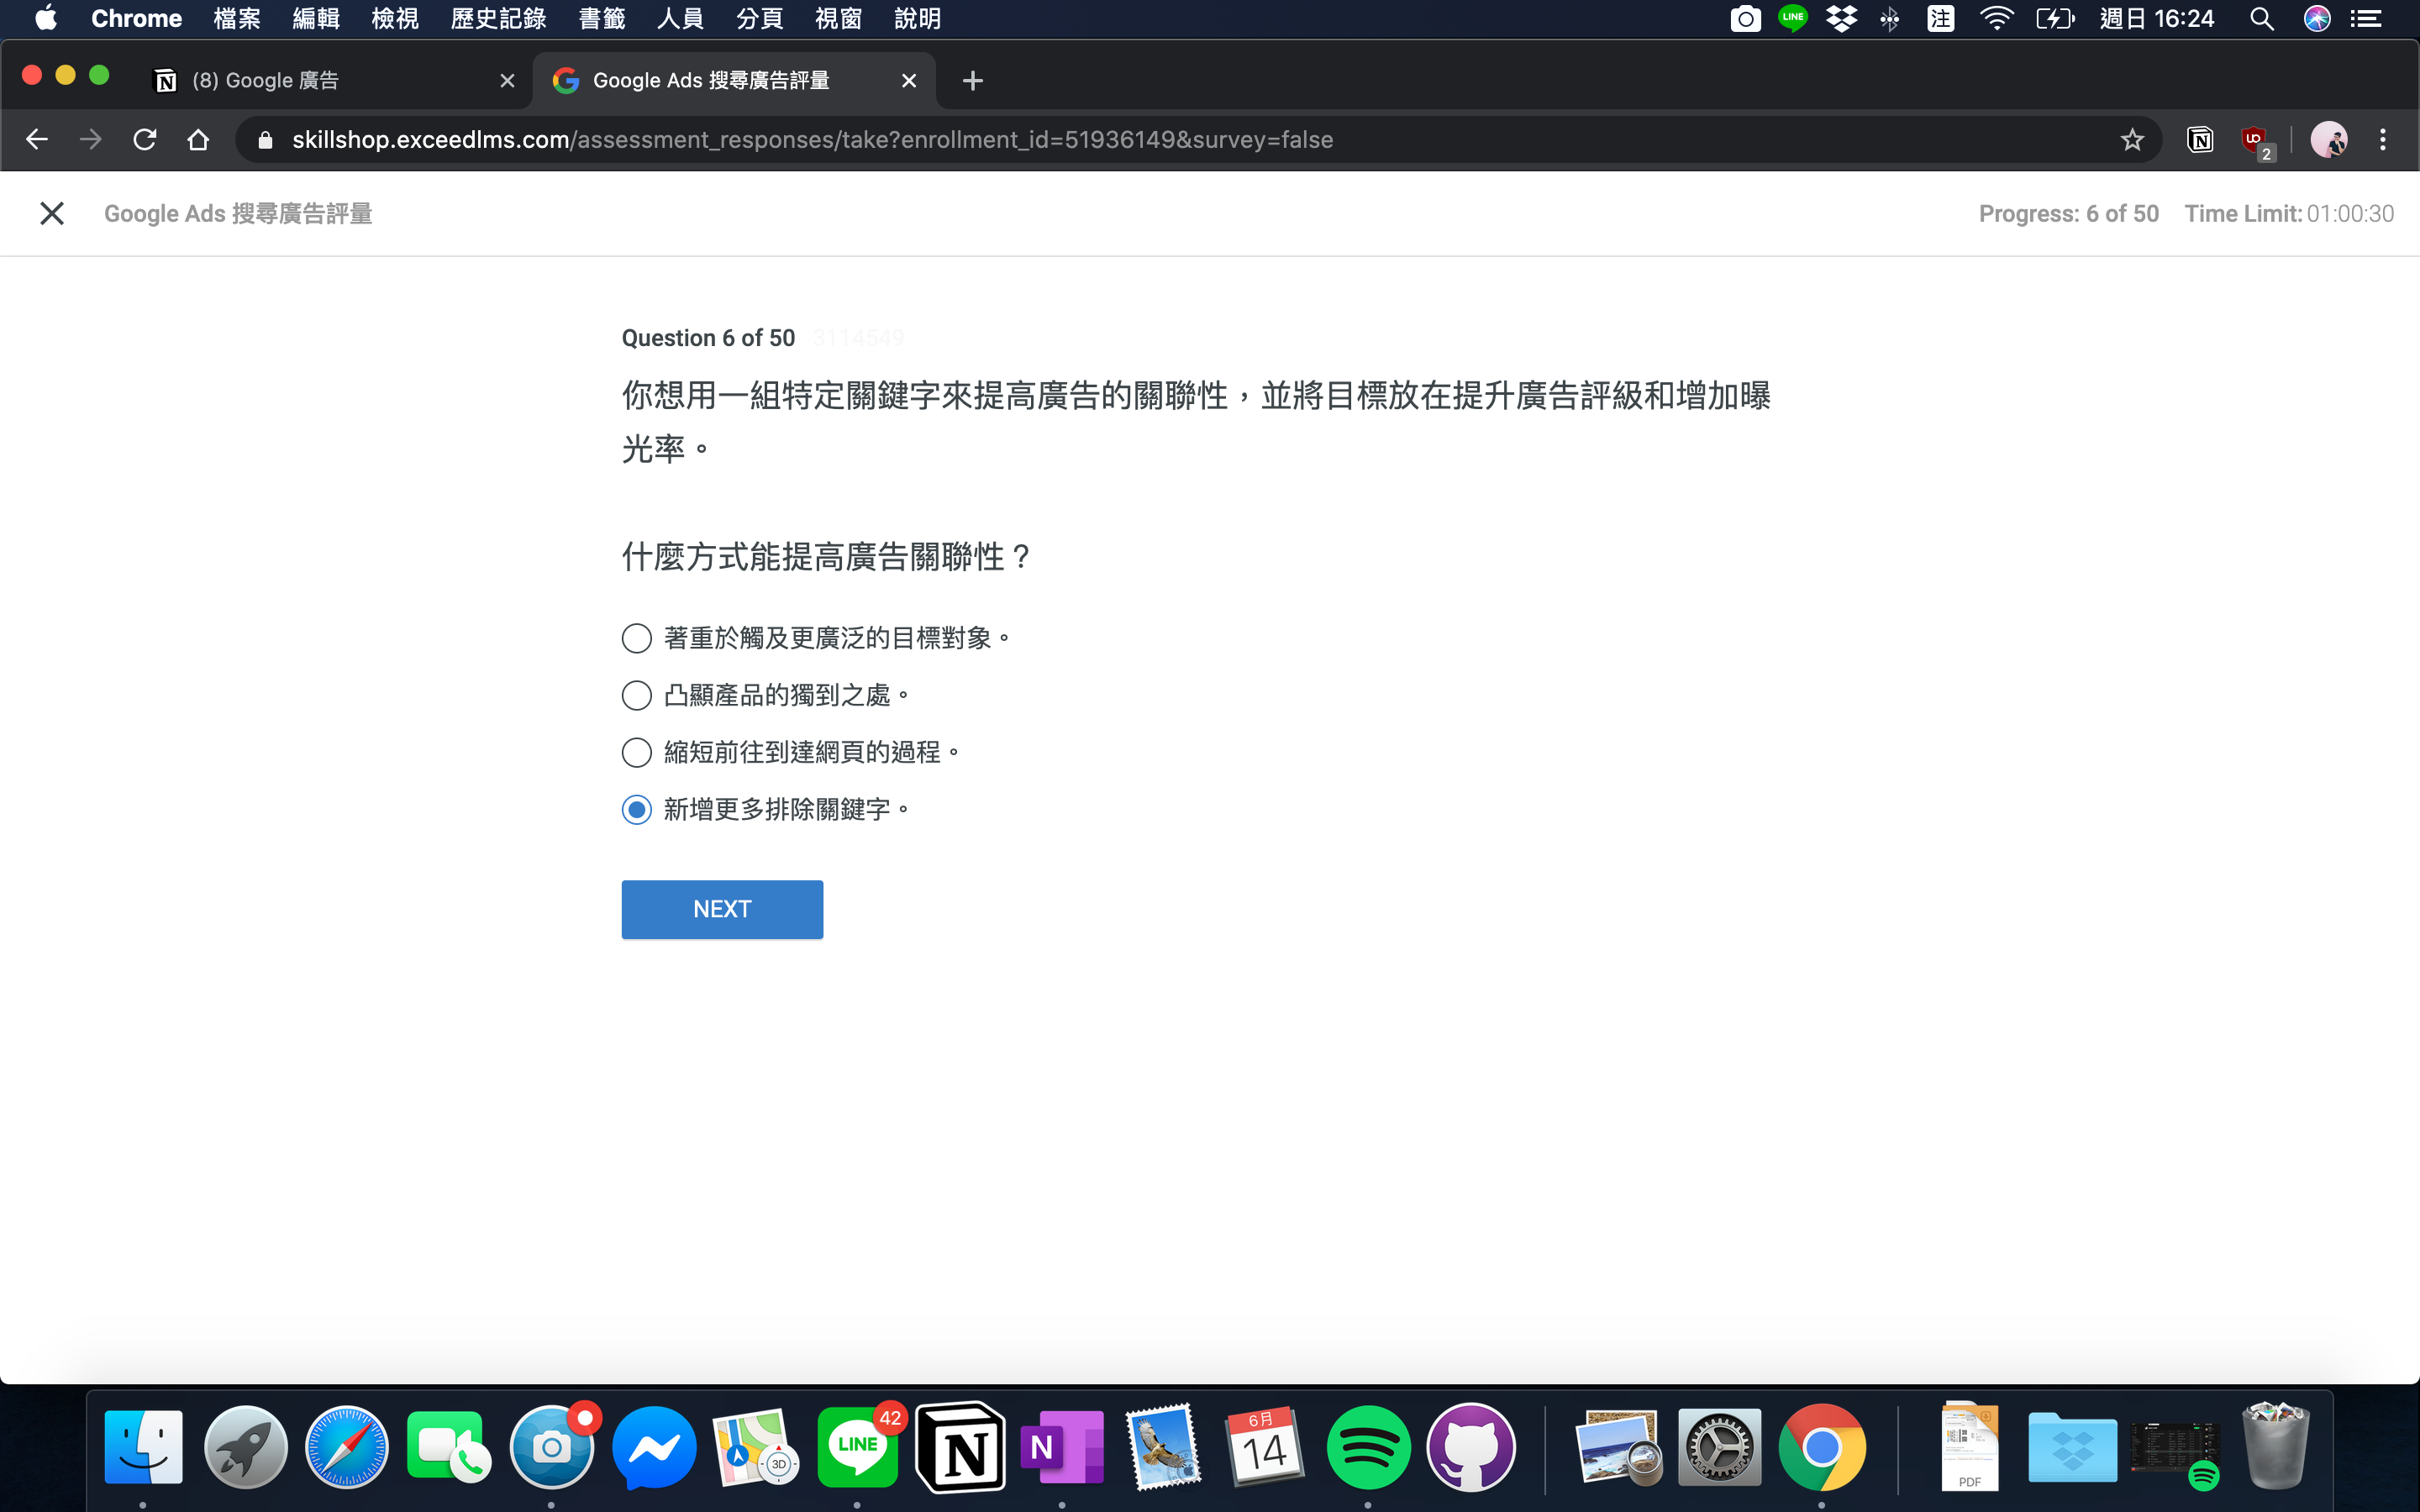 Chrome 檔案 編輯 檢視 歷史記錄 書籤 人員 分頁 視窗 說明 LINE 注 週日 16:24
(8) Google 廣告
Google Ads 搜尋廣告評量
skillshop.exceedlms.com/assessment_responses/take?enrollment_id=51936149&survey=false
2
Google Ads 搜尋廣告評量
Progress: 6 of 50 Time Limit: 01:00:30
Question 6 of 50 3114549
你想用一組特定關鍵字來提高廣告的關聯性，並將目標放在提升廣告評級和增加曝
光率。
什麼方式能提高廣告關聯性？
著重於觸及更廣泛的目標對象。
凸顯產品的獨到之處。
縮短前往到達網頁的過程。
新增更多排除關鍵字。
NEXT
3D
LINE
42
N
N
6月
14
PDF